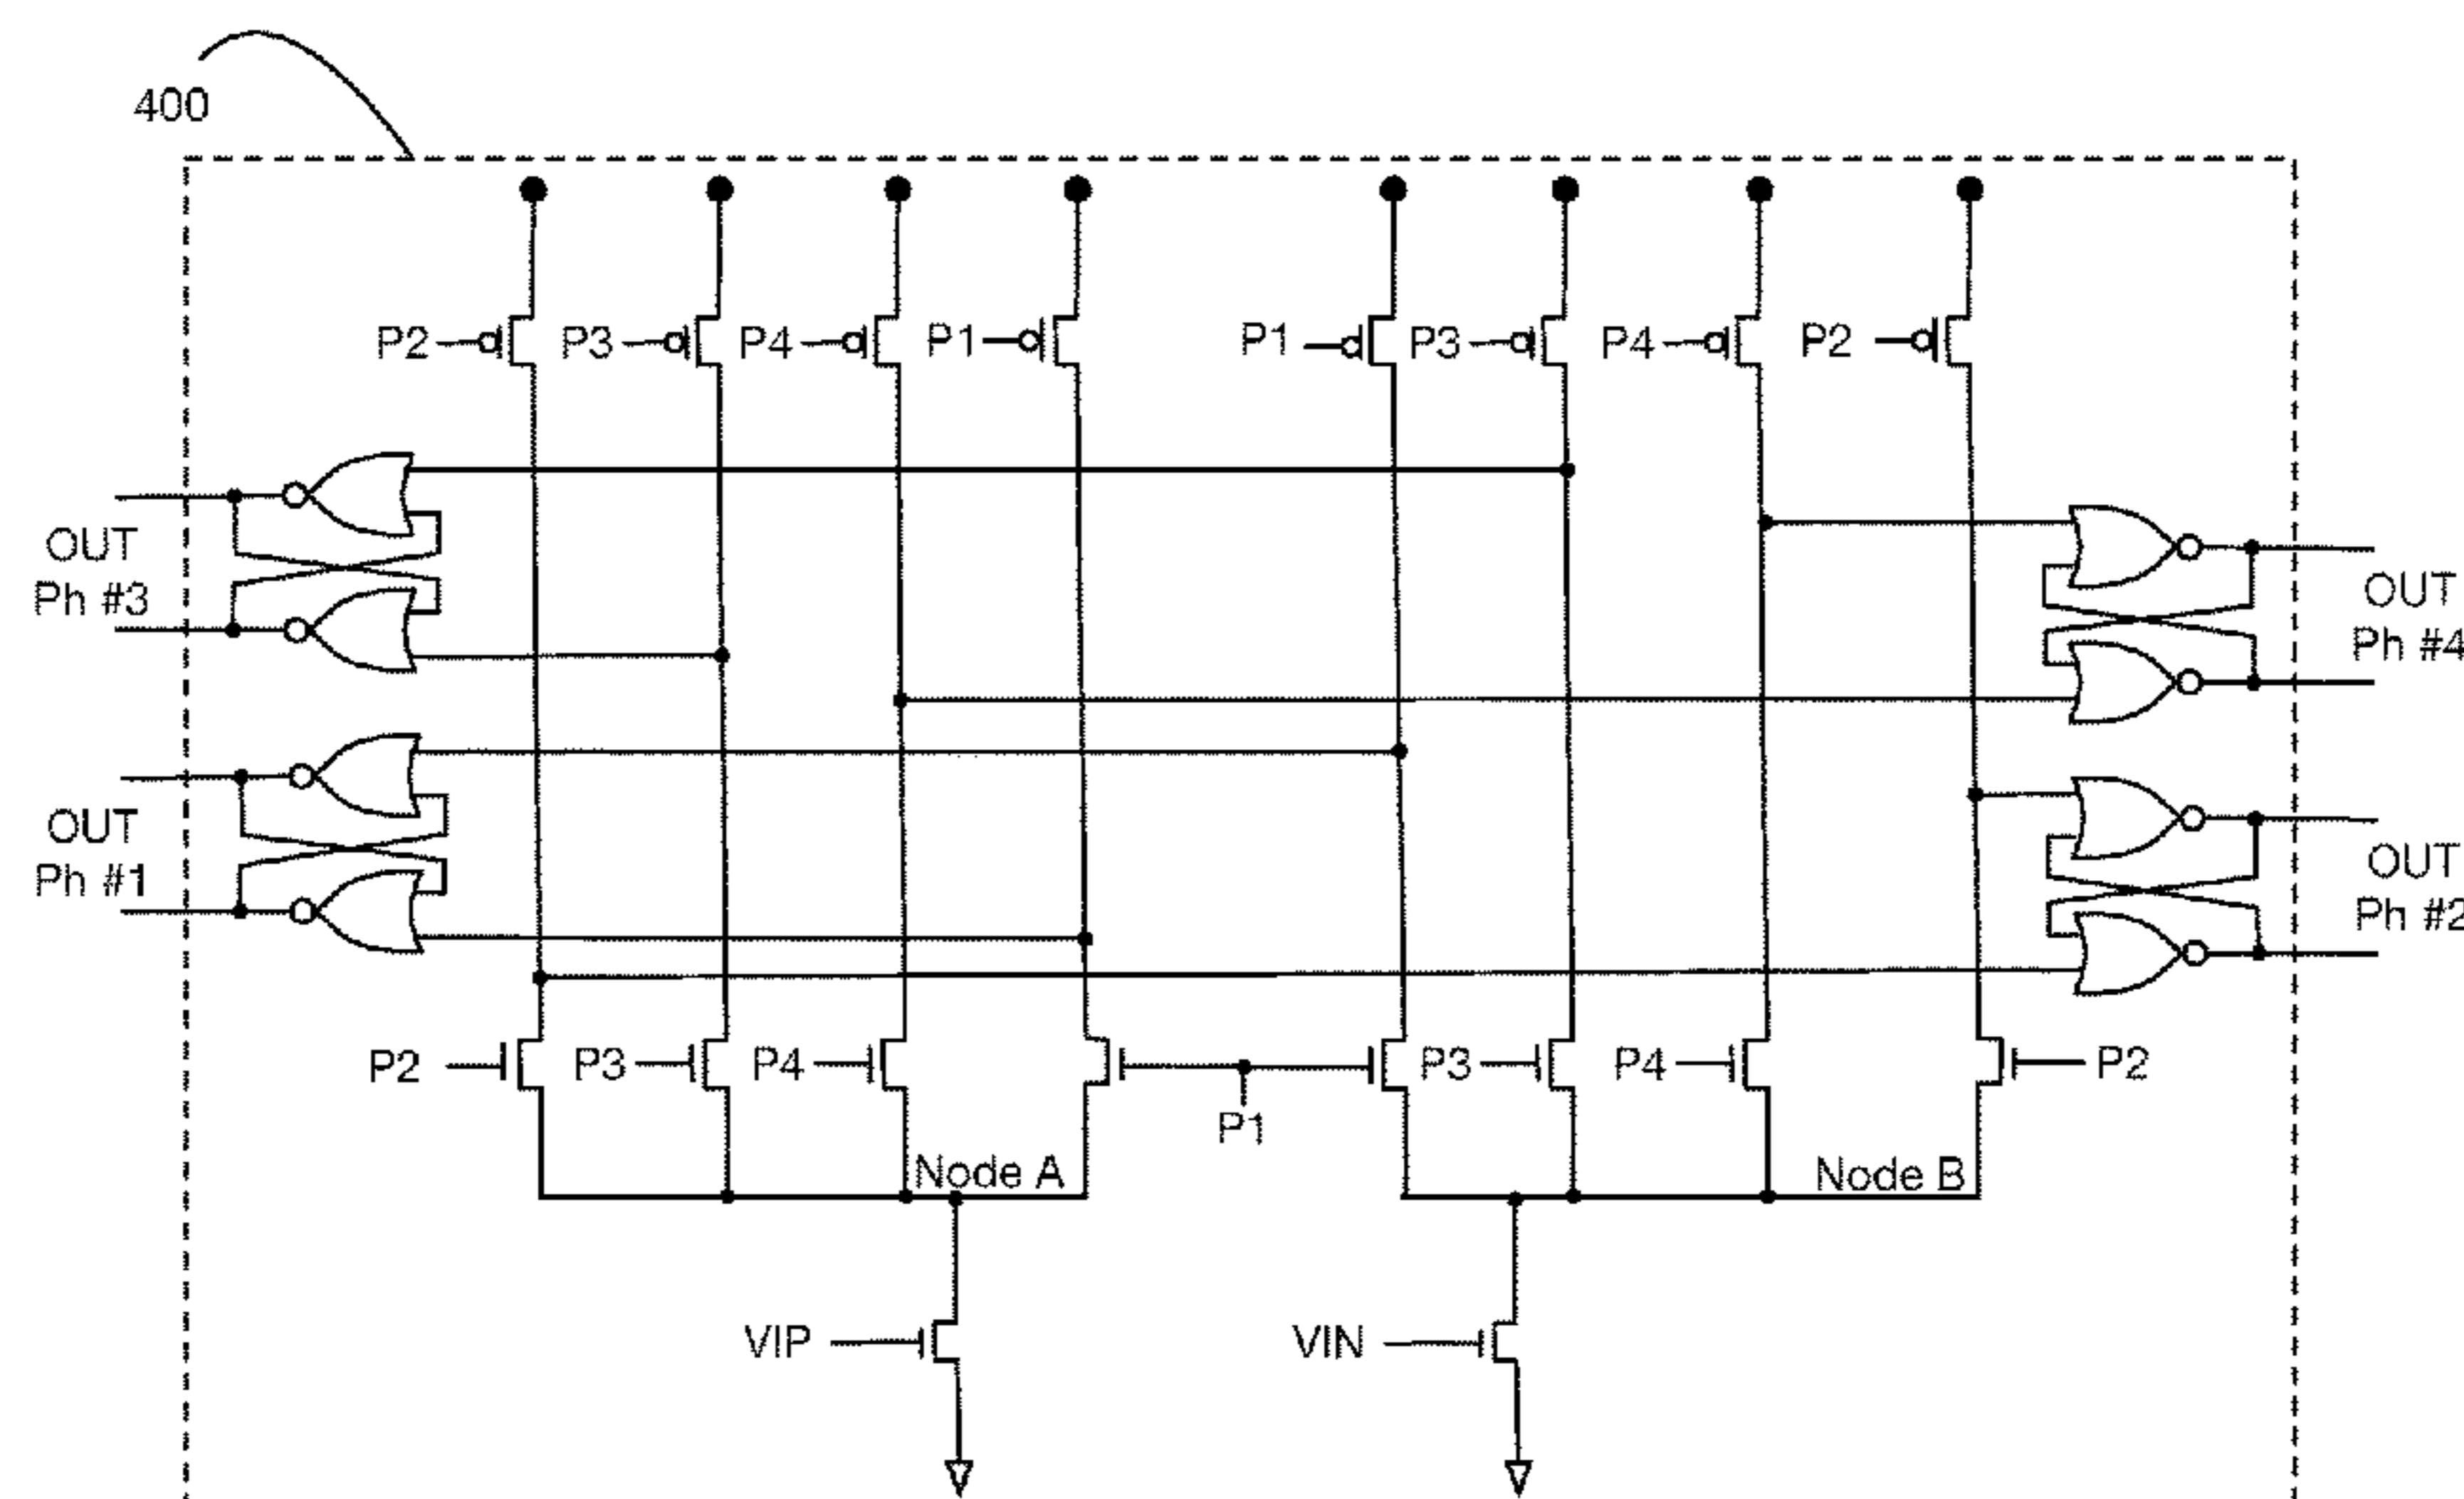 400
P2 P3 P4 P1 P1 P3 P4 P2
OUT
Ph #3
OUT
Ph #4
OUT
Ph #1
OUT
Ph #2
P2 P3 P4 P3 P4 P2
P1
Node A Node B
VIP VIN